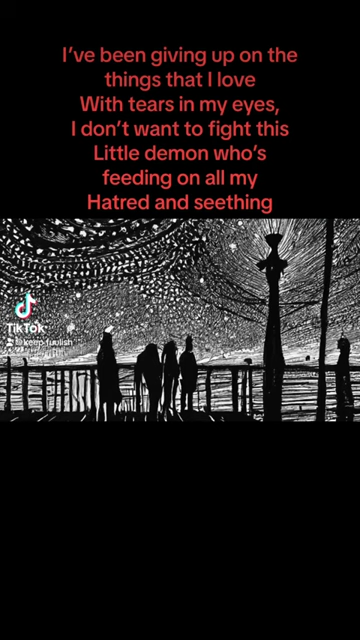 I've been giving up on the
things that I love
With tears in my eyes,
I don't want to fight this
Little demon who's
feeding on all my
Hatred and seething
TikTok